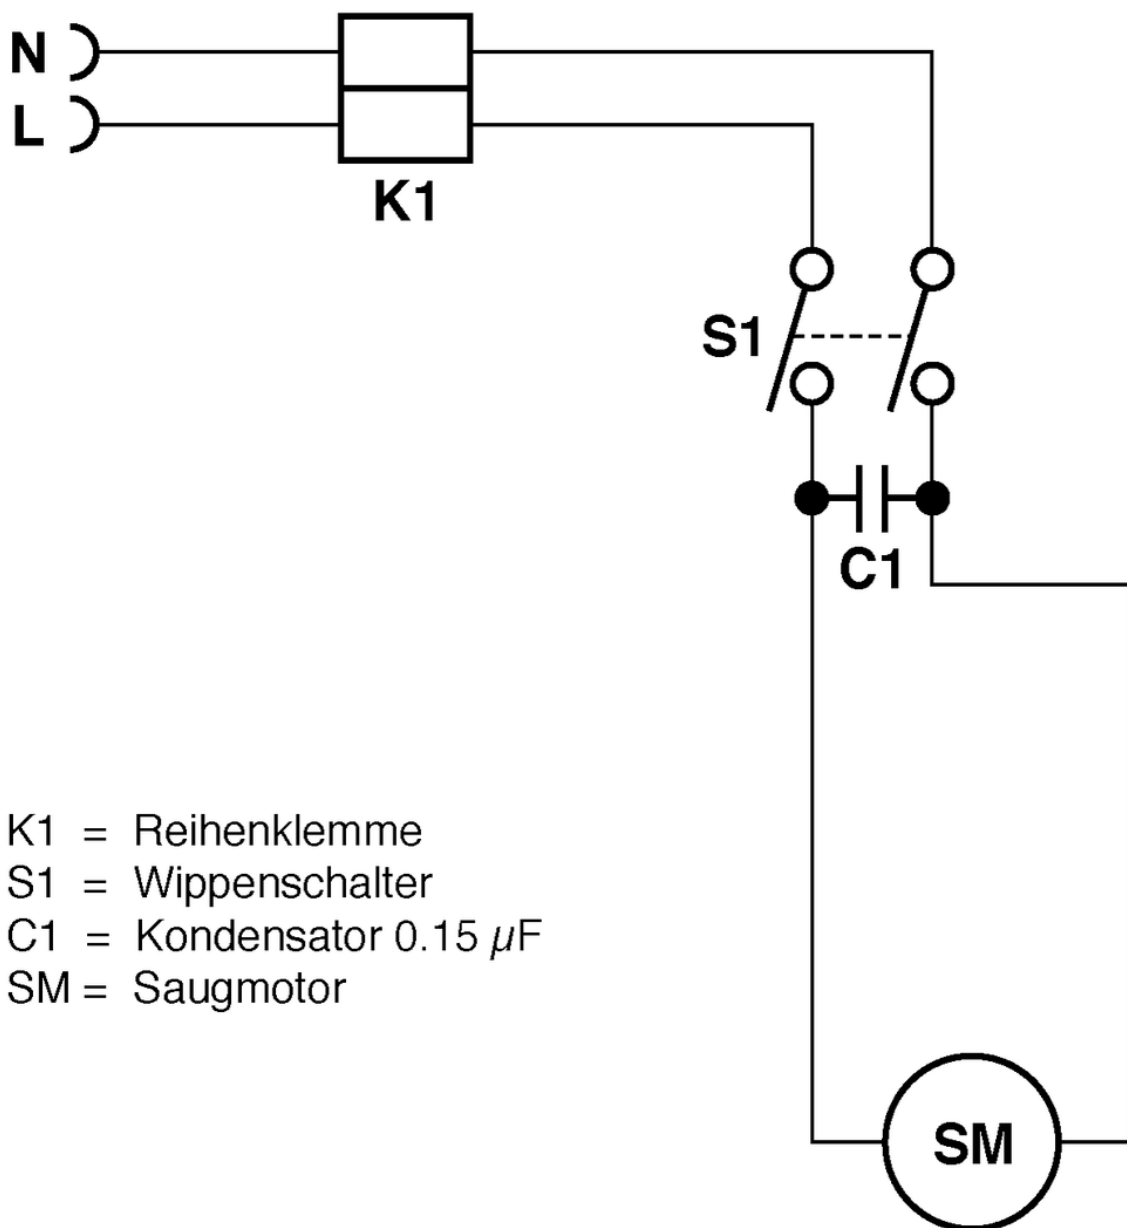 N
L
K1
S1
C1
K1 = Reihenklemme
S1 = Wippenschalter
C1 = Kondensator 0.15 µF
SM = Saugmotor
SM